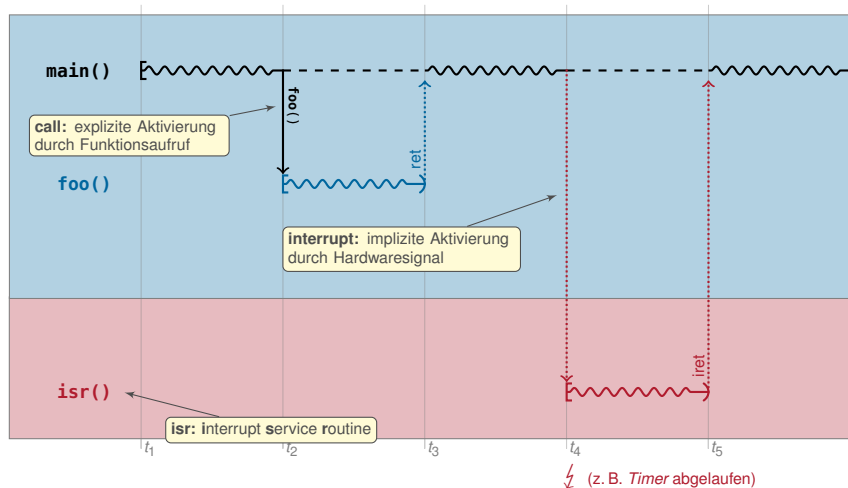 main()
foo()
call: explizite Aktivierung
durch Funktionsaufruf
ret
foo()
interrupt: implizite Aktivierung
durch Hardwaresignal
iret
isr()
isr: interrupt service routine
t1 t2 t3 t4 t5
(z. B. Timer abgelaufen)